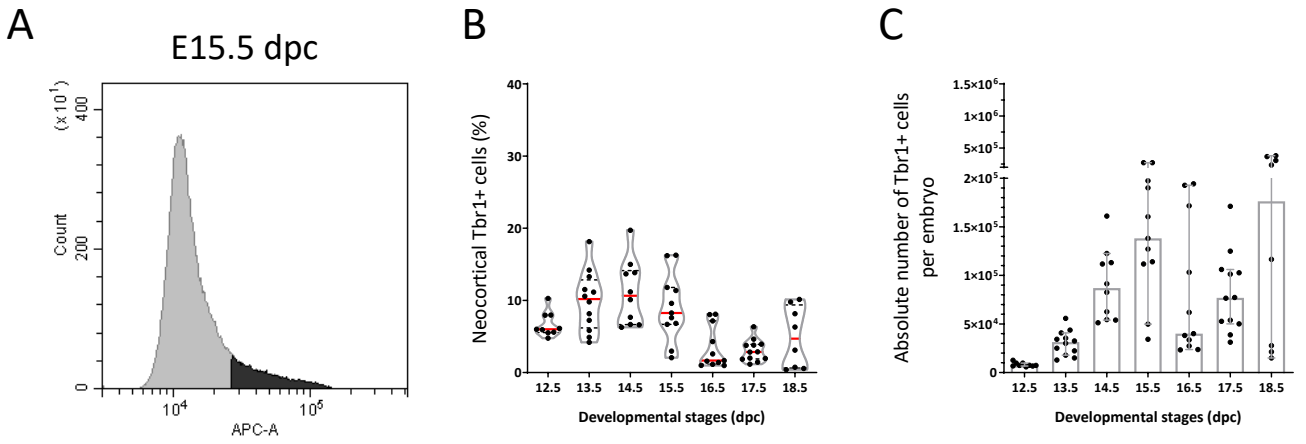 A
E15.5 dpc
(x 10¹)
400
200
0
Count
10⁴
10⁵
APC-A
B
Neocortical Tbr1+ cells (%)
40
30
20
10
0
12.5 13.5 14.5 15.5 16.5 17.5 18.5
Developmental stages (dpc)
C
Absolute number of Tbr1+ cells
per embryo
1.5×10⁶
1×10⁶
5×10⁵
2×10⁵
1.5×10⁵
1×10⁵
5×10⁴
0
12.5 13.5 14.5 15.5 16.5 17.5 18.5
Developmental stages (dpc)